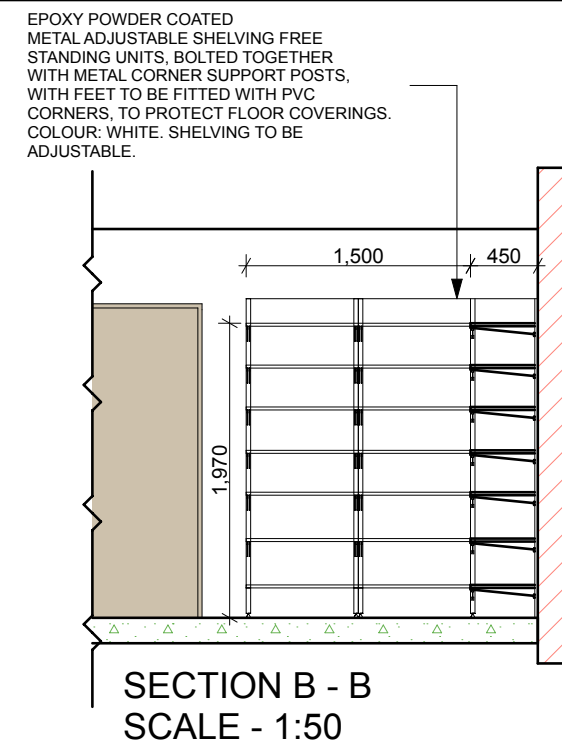 EPOXY POWDER COATED
METAL ADJUSTABLE SHELVING FREE
STANDING UNITS, BOLTED TOGETHER
WITH METAL CORNER SUPPORT POSTS,
WITH FEET TO BE FITTED WITH PVC
CORNERS, TO PROTECT FLOOR COVERINGS.
COLOUR: WHITE. SHELVING TO BE
ADJUSTABLE.
1,500
450
1,970
SECTION B - B
SCALE - 1:50